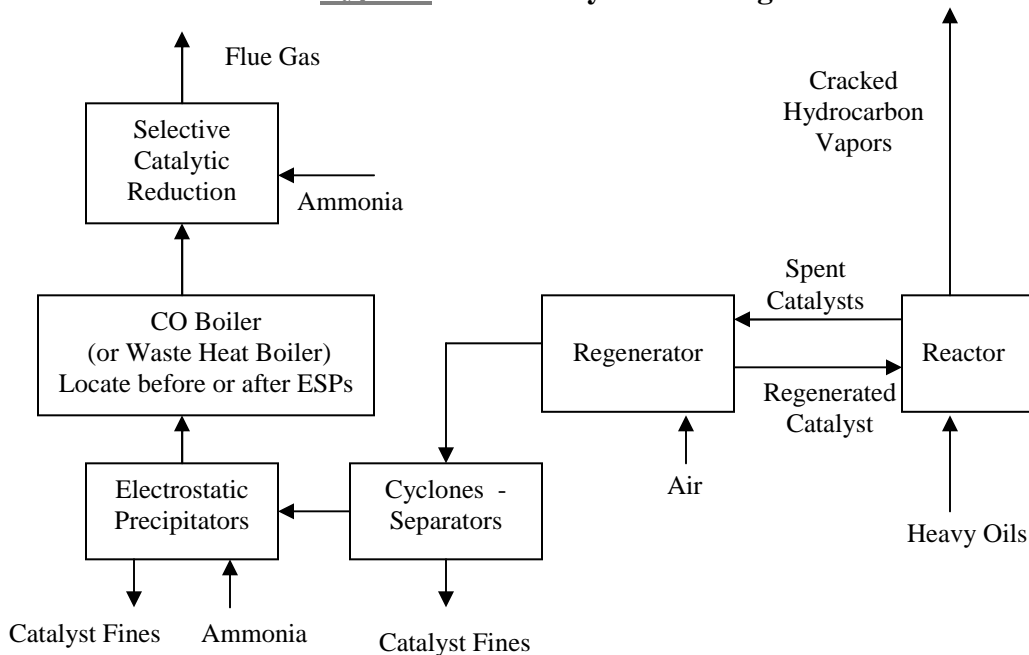 Flue Gas
Cracked
Hydrocarbon
Vapors
Selective
Catalytic
Reduction
Ammonia
Spent
Catalysts
CO Boiler
(or Waste Heat Boiler)
Locate before or after ESPs
Regenerator
Reactor
Regenerated
Catalyst
Electrostatic
Precipitators
Cyclones -
Separators
Air
Heavy Oils
Catalyst Fines
Ammonia
Catalyst Fines